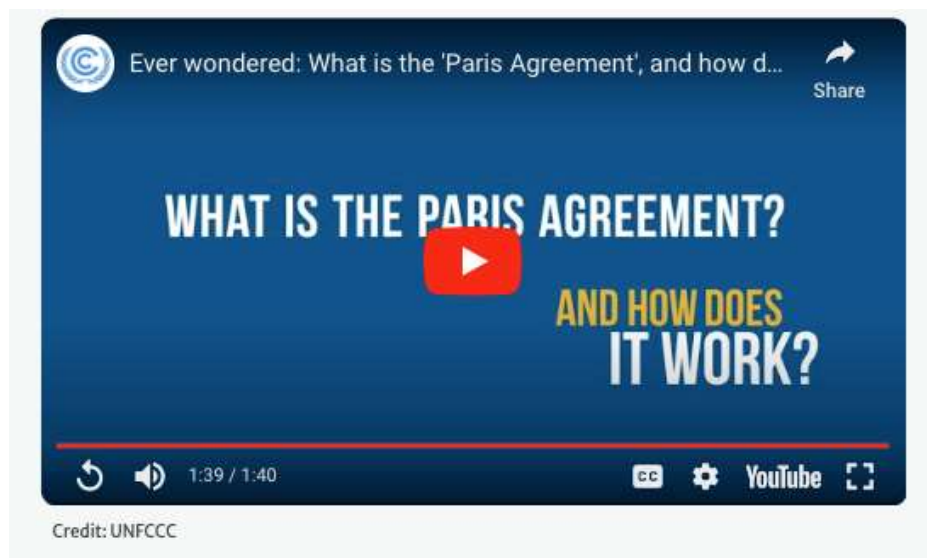 Ever wondered: What is the 'Paris Agreement', and how d...
Share
WHAT IS THE PARIS AGREEMENT?
AND HOW DOES
IT WORK?
1:39 / 1:40
CC
YouTube
Credit: UNFCCC